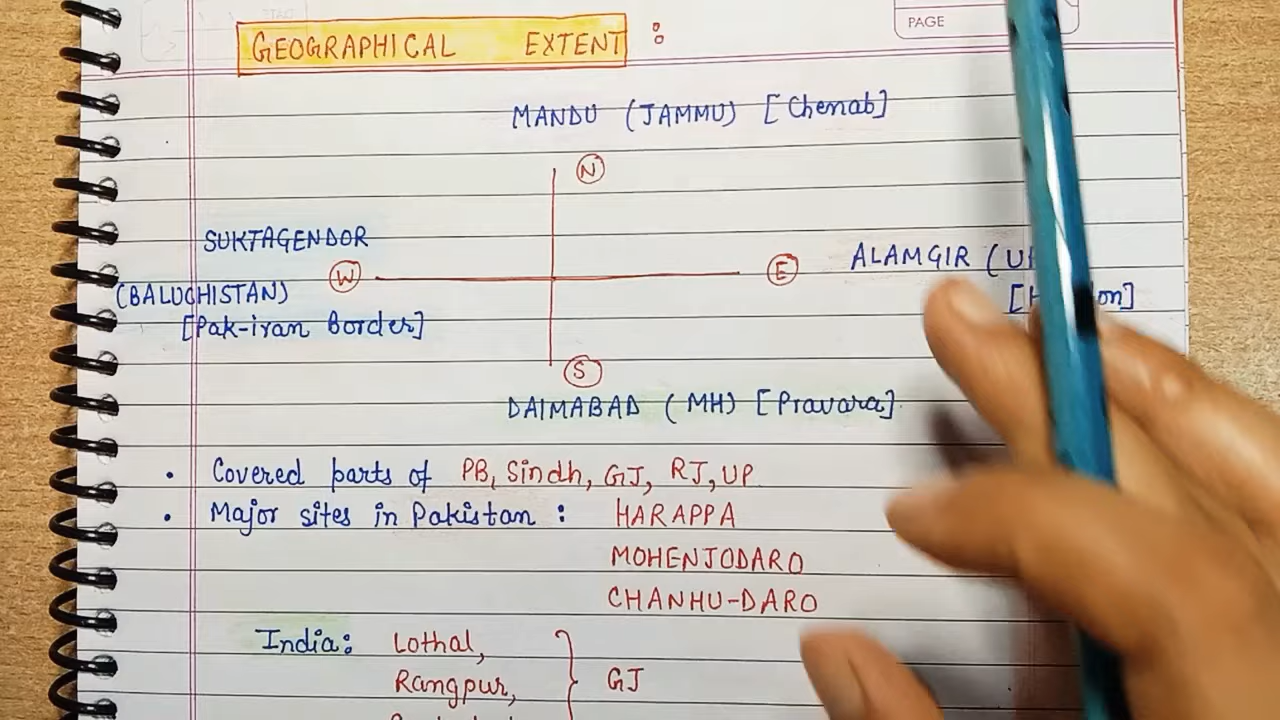 PAGE
GEOGRAPHICAL EXTENT :
MANDU (JAMMU) [Chenab]
N
SUKTAGENDOR
W
E
ALAMGIR (
(BALUCHISTAN)
[Pak-iran Border]
S
DAIMABAD (MH) [Pravara].
• Covered parts of PB, Sindh, GJ, RJ, UP.
• Major sites in Pakistan : HARAPPA
MOHENJODARO
CHANHU-DARO
India: Lothal,
Rangpur, } GJ